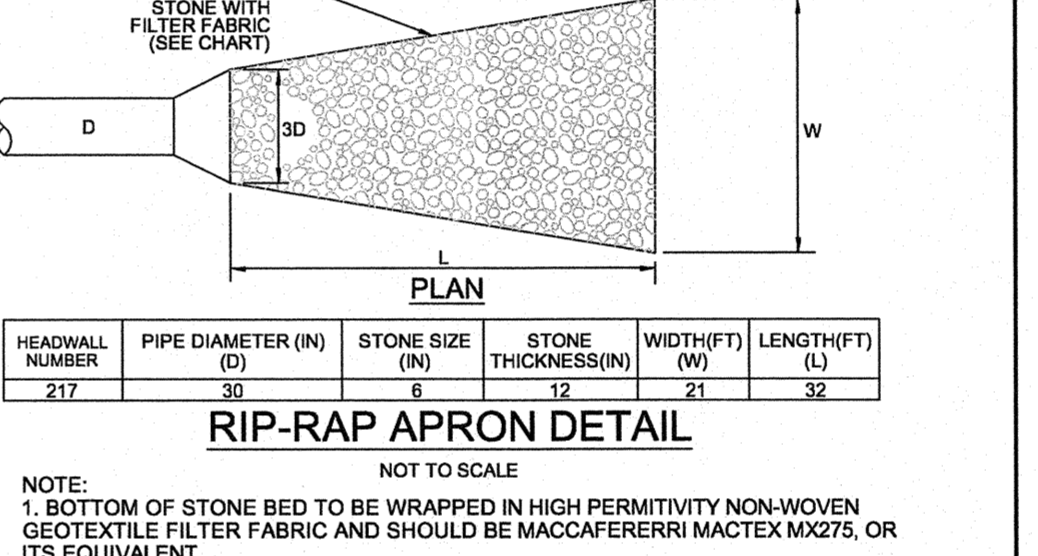 STONE WITH
FILTER FABRIC
(SEE CHART)
D
3D
W
L
PLAN
HEADWALL NUMBER PIPE DIAMETER (IN) (D) STONE SIZE (IN) STONE THICKNESS(IN) WIDTH(FT) (W) LENGTH(FT) (L)
217 30 6 12 21 32
RIP-RAP APRON DETAIL
NOT TO SCALE
NOTE:
1. BOTTOM OF STONE BED TO BE WRAPPED IN HIGH PERMITIVITY NON-WOVEN
GEOTEXTILE FILTER FABRIC AND SHOULD BE MACCAFERERRI MACTEX MX275, OR
ITS EQUIVALENT